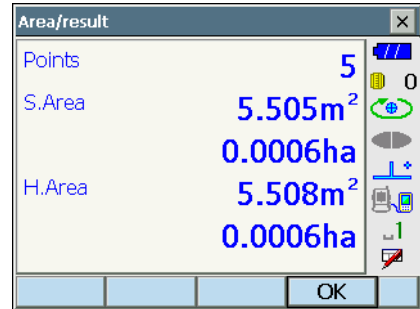 Area/result
Points 5
0
S.Area 5.505m²
0.0006ha
H.Area 5.508m²
0.0006ha
1
OK